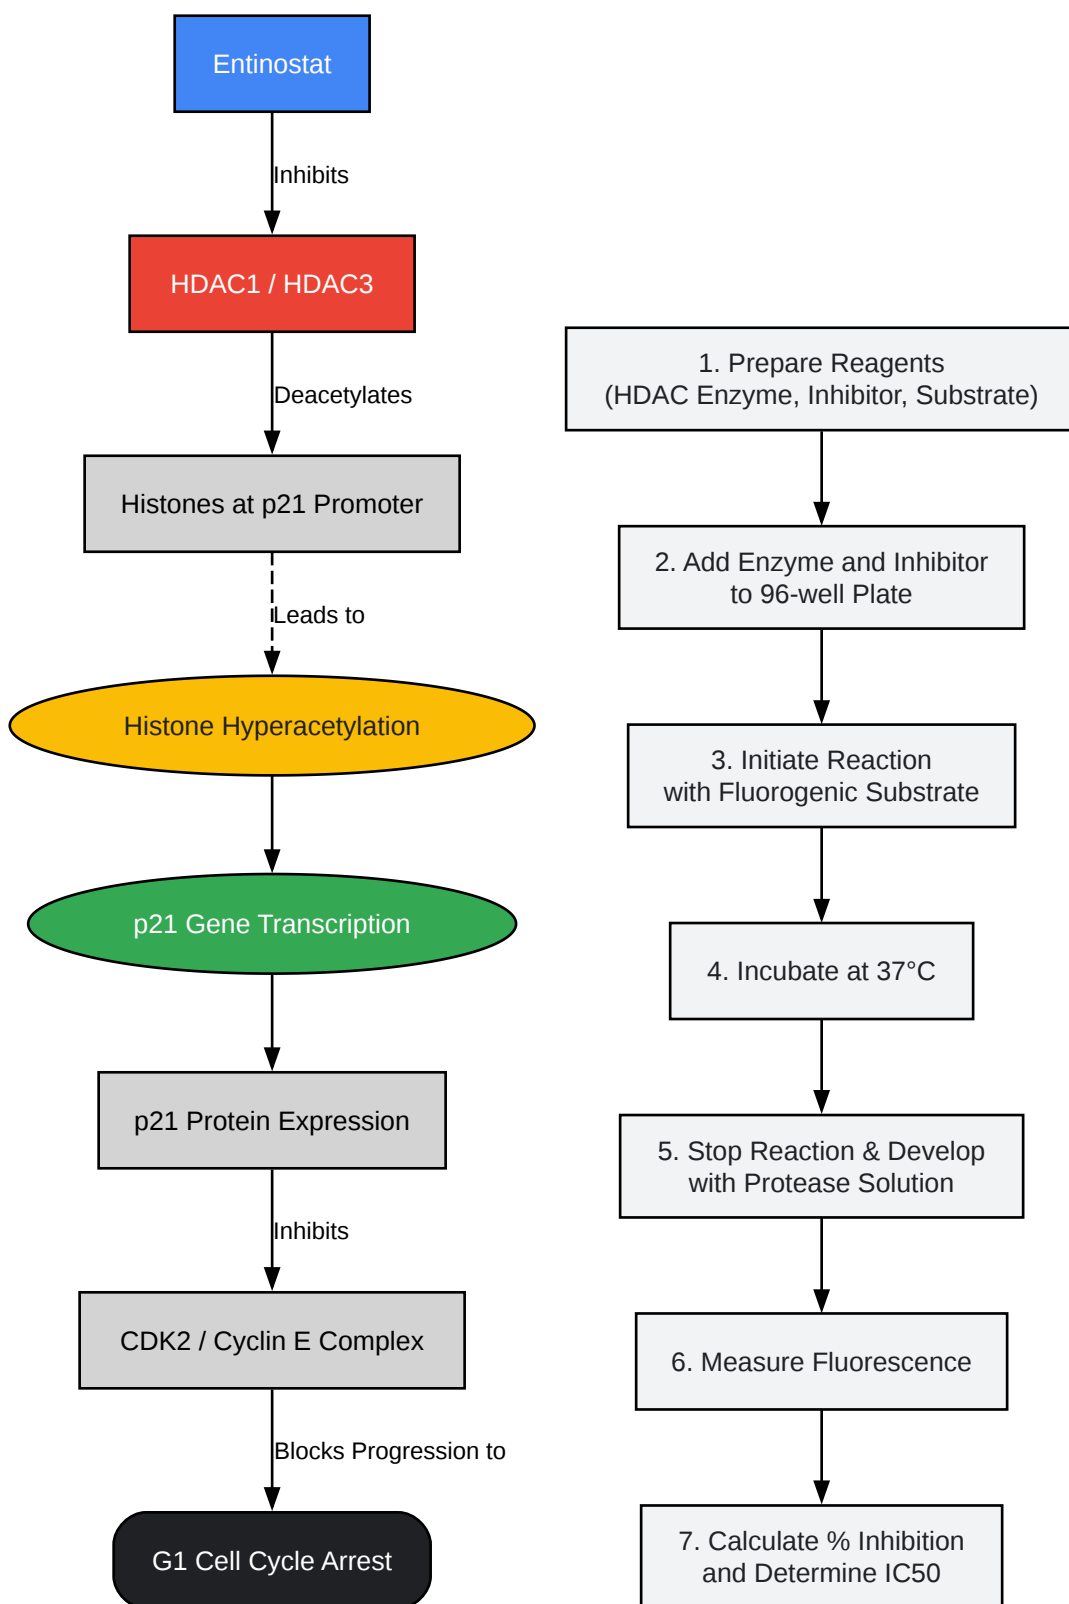 Entinostat
Inhibits
HDAC1 / HDAC3
Deacetylates
Histones at p21 Promoter
Leads to
Histone Hyperacetylation
p21 Gene Transcription
p21 Protein Expression
Inhibits
CDK2 / Cyclin E Complex
Blocks Progression to
G1 Cell Cycle Arrest
1. Prepare Reagents
(HDAC Enzyme, Inhibitor, Substrate)
2. Add Enzyme and Inhibitor
to 96-well Plate
3. Initiate Reaction
with Fluorogenic Substrate
4. Incubate at 37°C
5. Stop Reaction & Develop
with Protease Solution
6. Measure Fluorescence
7. Calculate % Inhibition
and Determine IC50